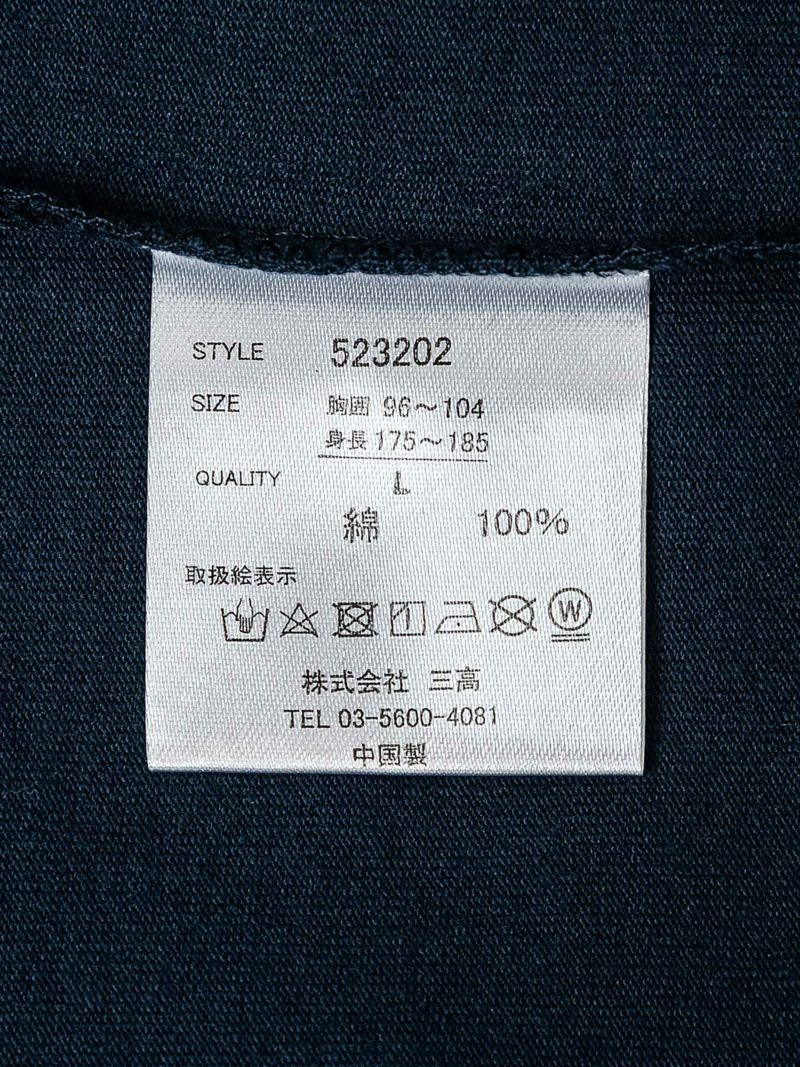 STYLE 523202
SIZE 胸囲 96～104
身長 175～185
QUALITY L
綿 100%
取扱絵表示
W
株式会社 三高
TEL 03-5600-4081
中国製